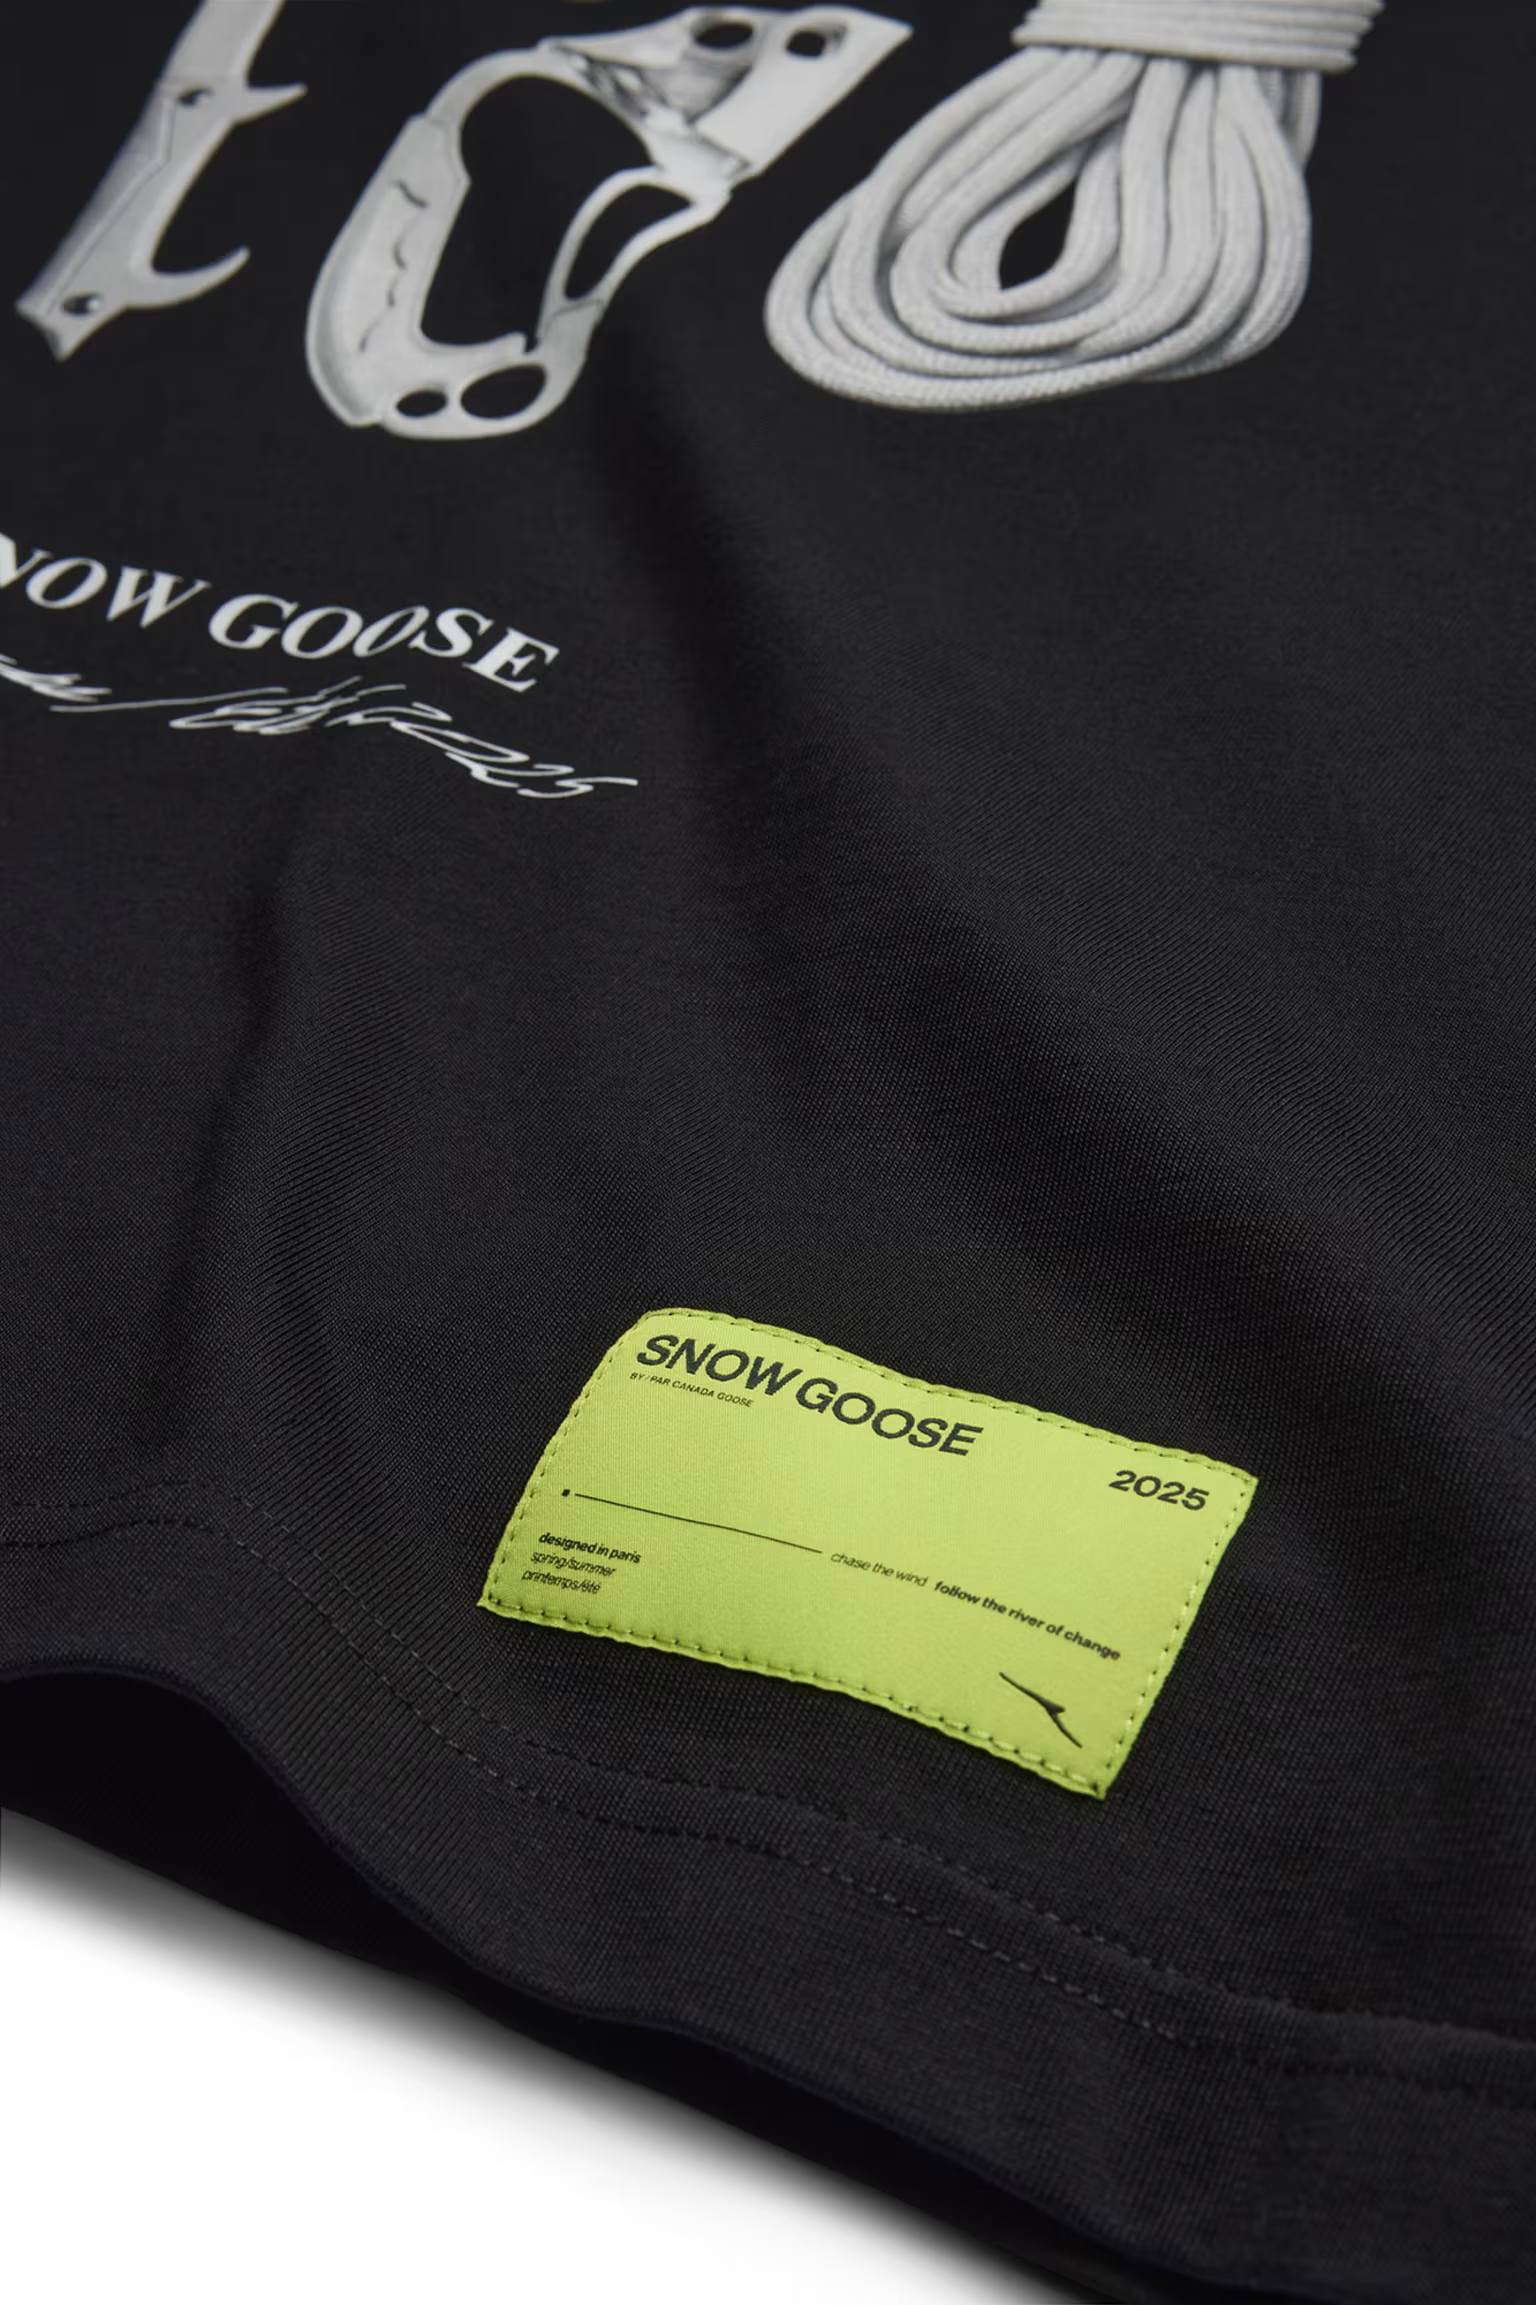 NOW GOOSE
SNOW GOOSE
BY/PAR CANADA GOOSE
2025
designed in paris
spring/summer
printemps/été
chase the wind follow the river of change